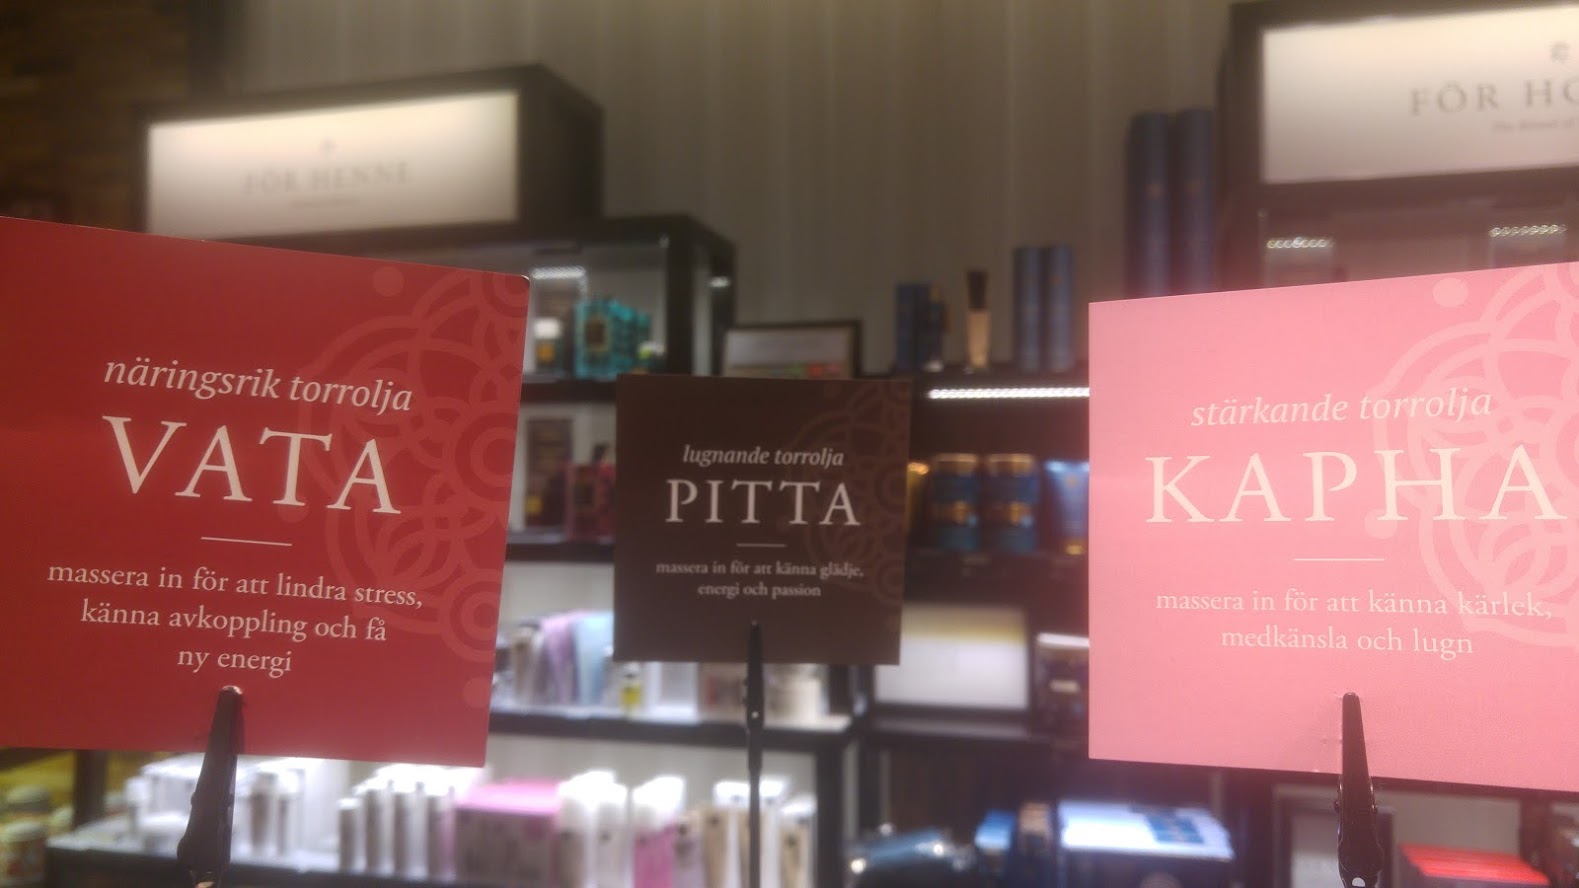 FÖR HENNE
FÖR HO
näringsrik torrolja
VATA
massera in för att lindra stress,
känna avkoppling och få
ny energi
lugnande torrolja
PITTA
massera in för att känna glädje,
energi och passion
stärkande torrolja
KAPHA
massera in för att känna kärlek,
medkänsla och lugn